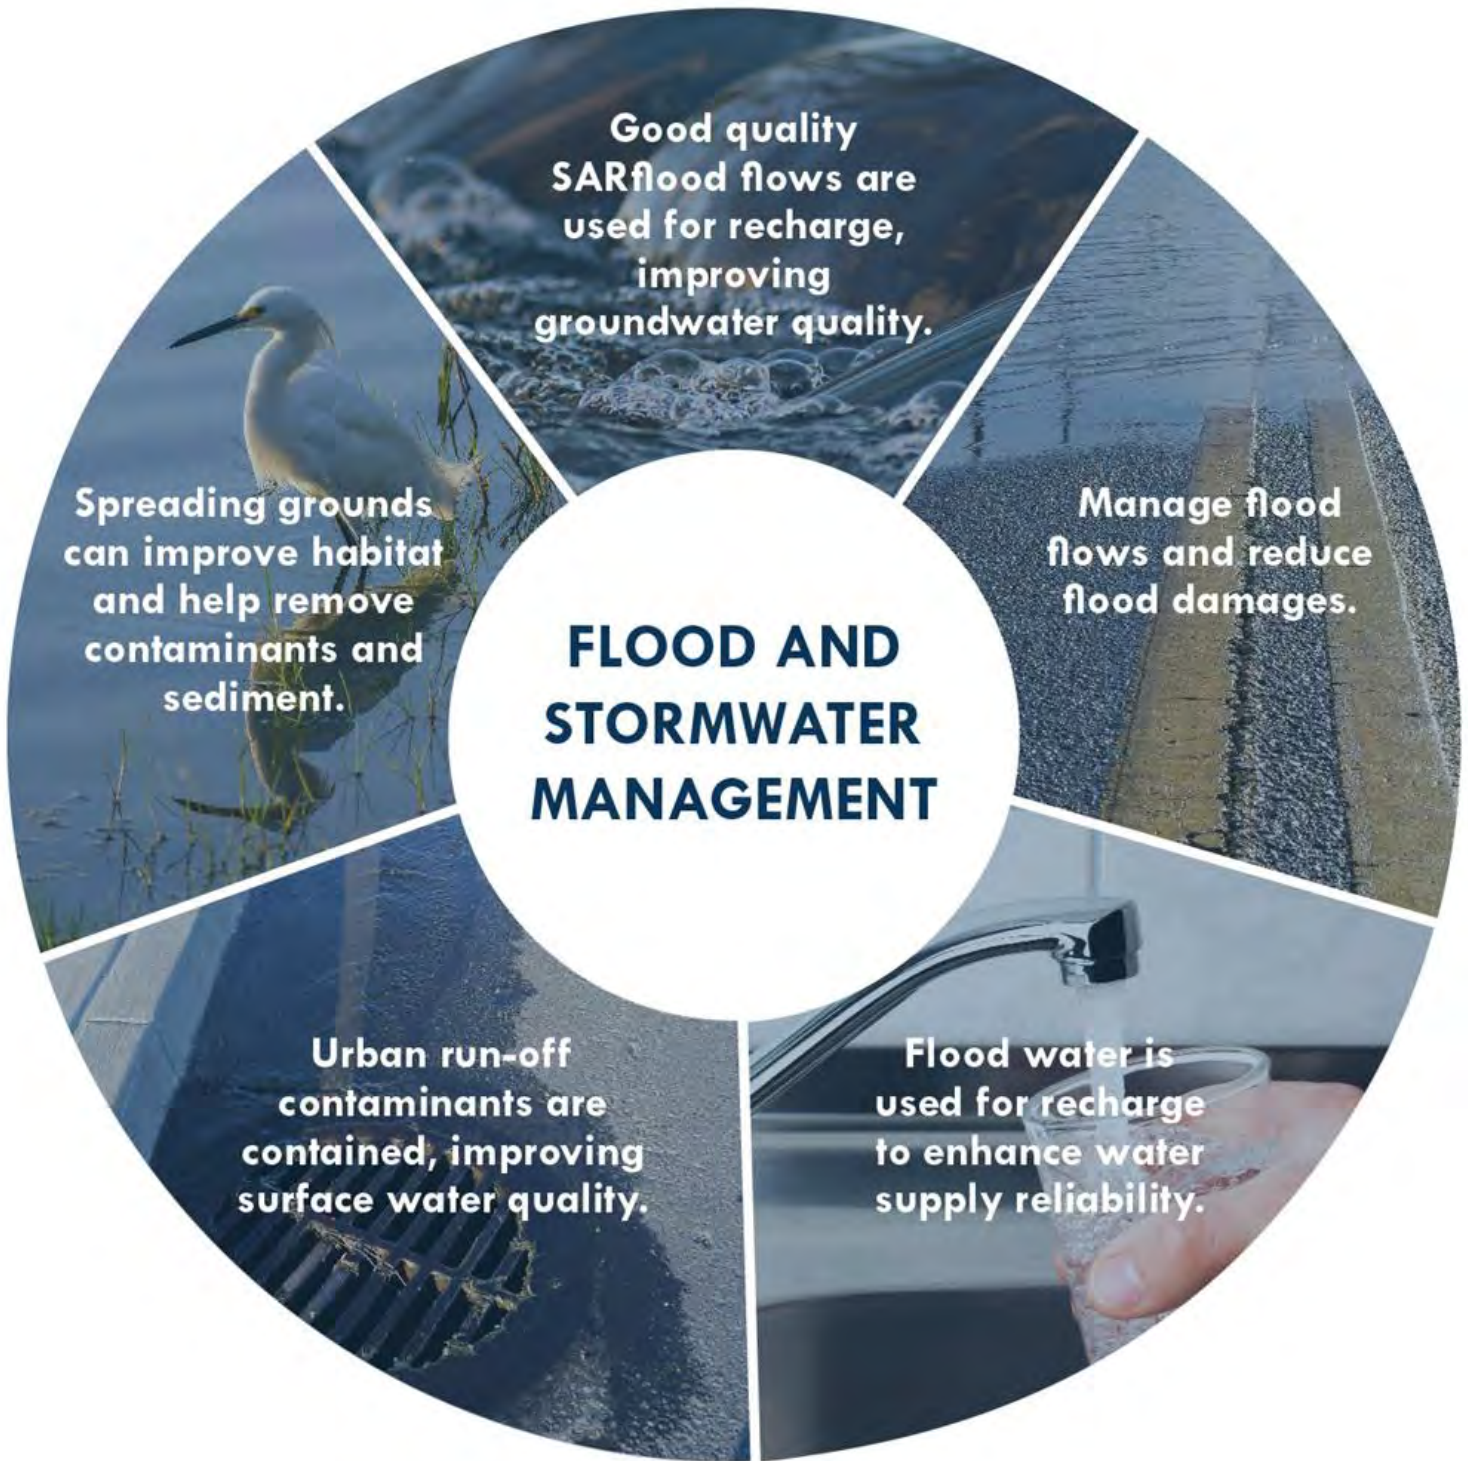 Good quality
SARflood flows are
used for recharge,
improving
groundwater quality.
Manage flood
flows and reduce
flood damages.
Flood water is
used for recharge
to enhance water
supply reliability.
Urban run-off
contaminants are
contained, improving
surface water quality.
Spreading grounds
can improve habitat
and help remove
contaminants and
sediment.
FLOOD AND
STORMWATER
MANAGEMENT